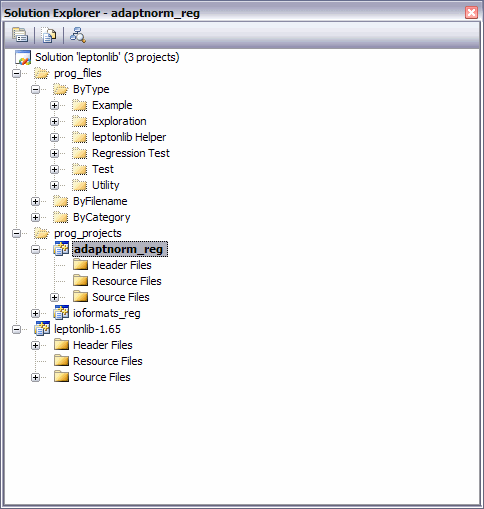 Solution Explorer - adaptnorm_reg
Solution 'leptonlib' (3 projects)
prog_files
ByType
Example
Exploration
leptonlib Helper
Regression Test
Test
Utility
ByFilename
ByCategory
prog_projects
adaptnorm_reg
Header Files
Resource Files
Source Files
ioformats_reg
leptonlib-1.65
Header Files
Resource Files
Source Files